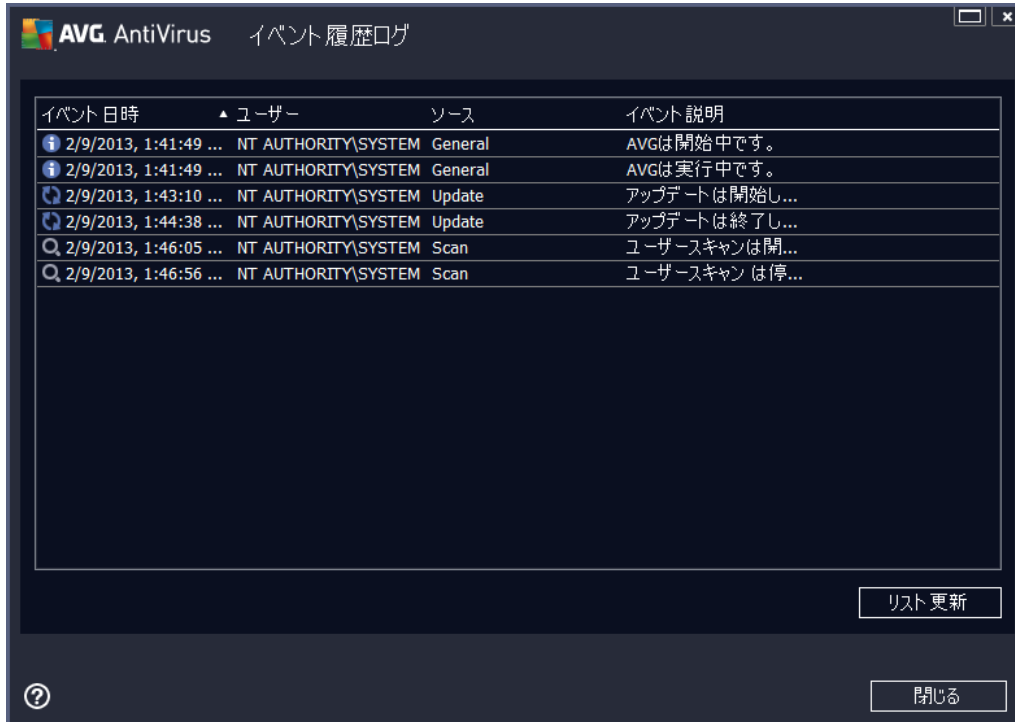 AVG AntiVirus イベント履歴ログ
イベント日時 ユーザー ソース イベント説明
2/9/2013, 1:41:49 ... NT AUTHORITY\SYSTEM General AVGは開始中です。
2/9/2013, 1:41:49 ... NT AUTHORITY\SYSTEM General AVGは実行中です。
2/9/2013, 1:43:10 ... NT AUTHORITY\SYSTEM Update アップデートは開始し...
2/9/2013, 1:44:38 ... NT AUTHORITY\SYSTEM Update アップデートは終了し...
2/9/2013, 1:46:05 ... NT AUTHORITY\SYSTEM Scan ユーザースキャンは開...
2/9/2013, 1:46:56 ... NT AUTHORITY\SYSTEM Scan ユーザースキャン は停...
リスト更新
閉じる